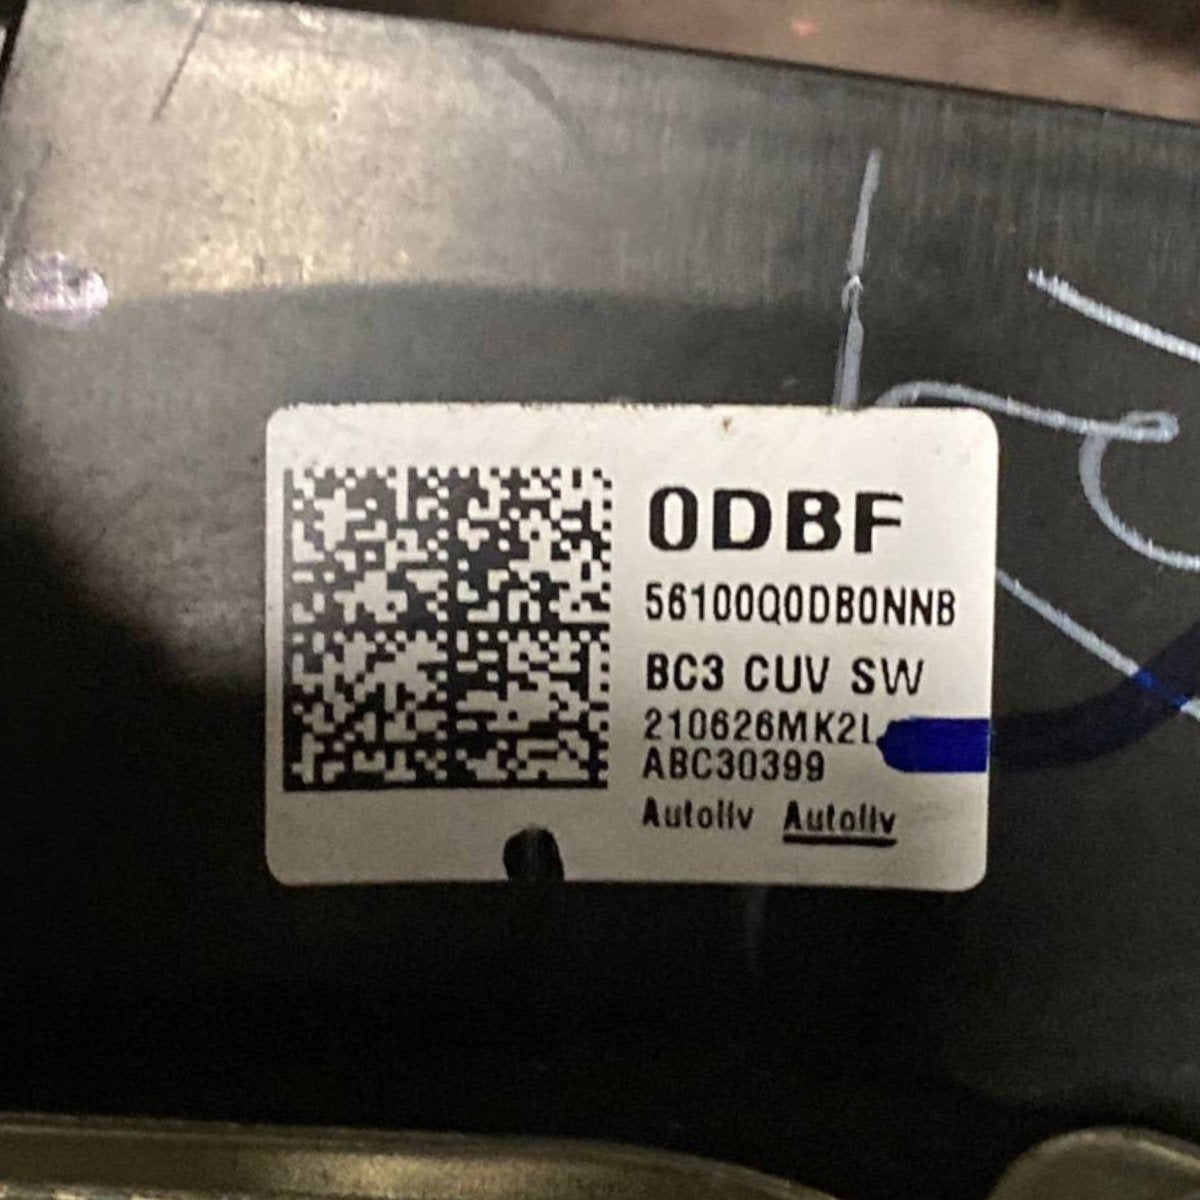 0DBF
56100Q0DB0NNB
BC3 CUV SW
210626MK2L
ABC30399
Autoliv Autoliv